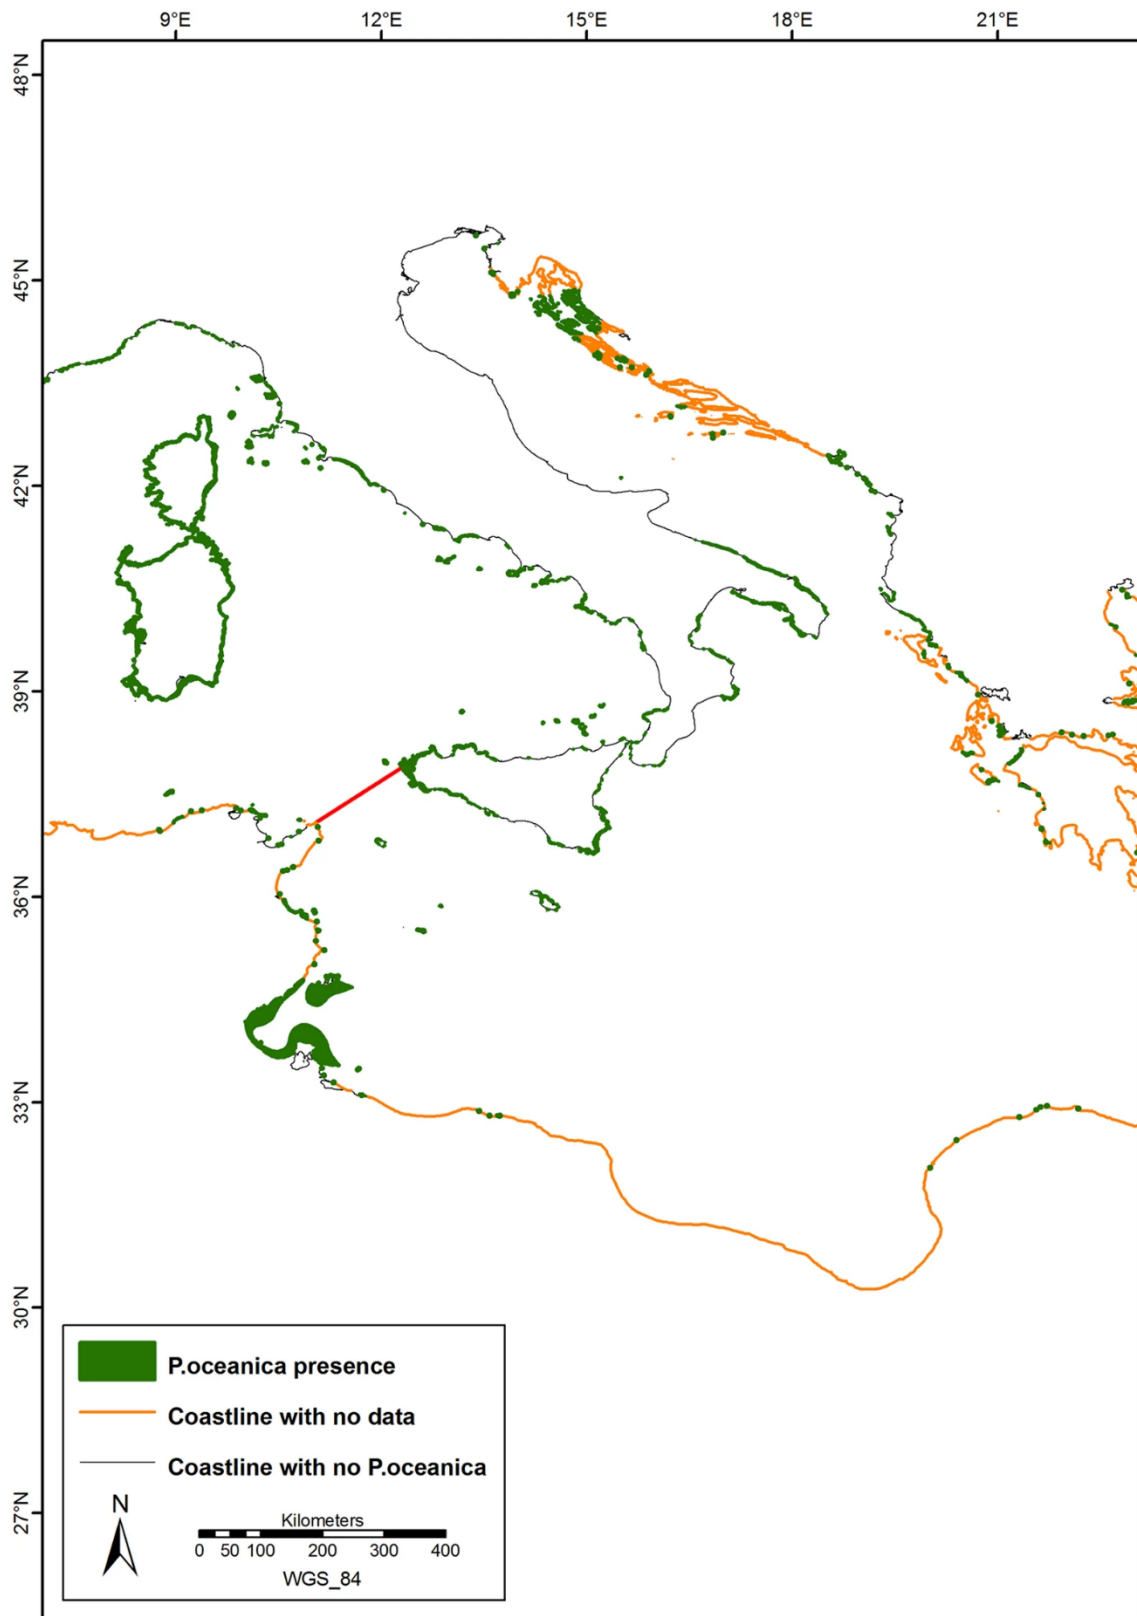 9°E 12°E 15°E 18°E 21°E
48°N
45°N
42°N
39°N
36°N
33°N
30°N
27°N
P.oceanica presence
Coastline with no data
Coastline with no P.oceanica
N
Kilometers
0 50 100 200 300 400
WGS_84